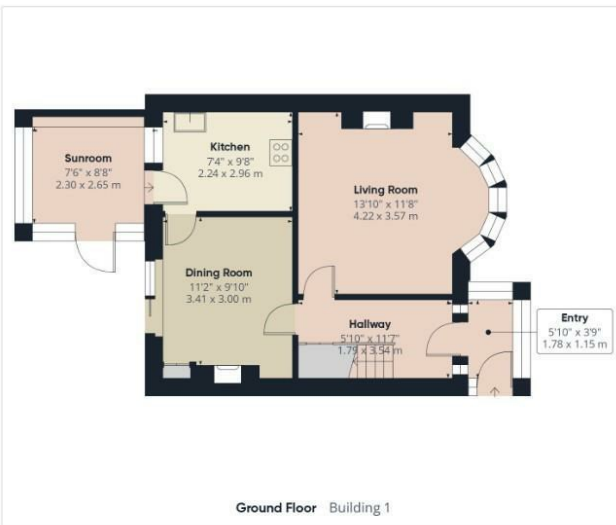 Kitchen
7'4" x 9'8"
2.24 x 2.96 m
Sunroom
7'6" x 8'8"
2.30 x 2.65 m
Living Room
13'10" x 11'8"
4.22 x 3.57 m
Dining Room
11'2" x 9'10"
3.41 x 3.00 m
Hallway
5'10" x 11'7"
1.79 x 3.54 m
Entry
5'10" x 3'9"
1.78 x 1.15 m
Ground Floor Building 1